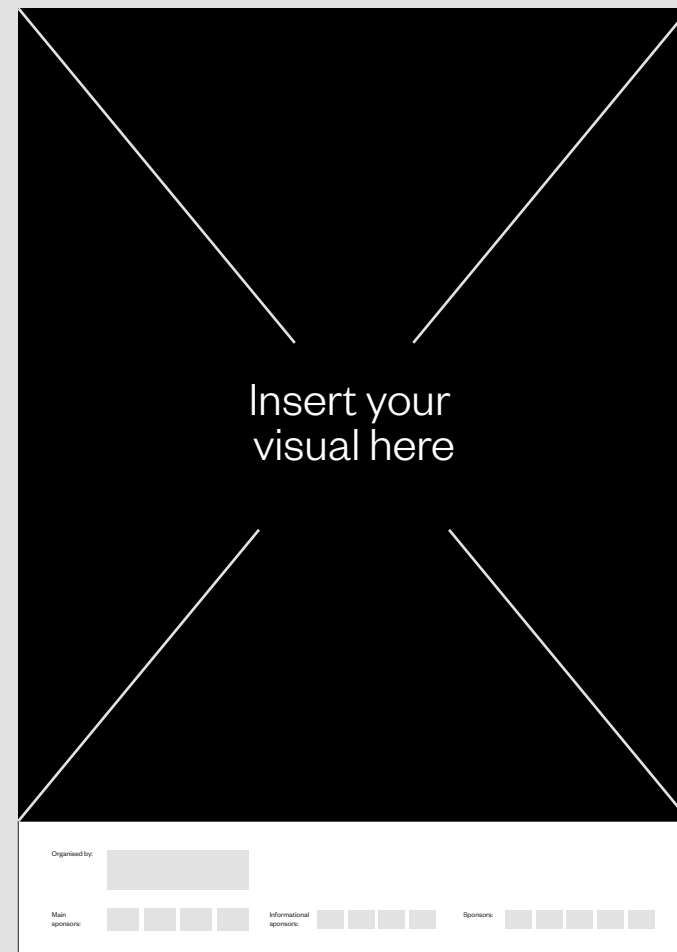 Insert your
visual here
Organised by:
Main
sponsors:
Informational
sponsors:
Sponsors: